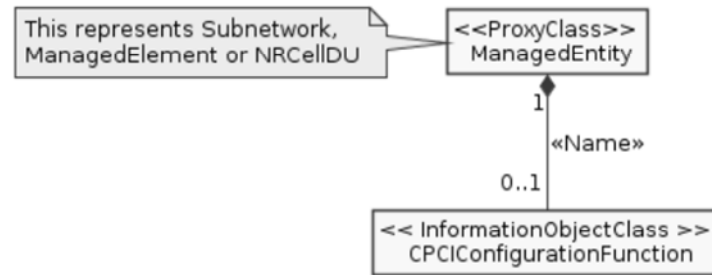 This represents Subnetwork,
ManagedElement or NRCellDU
<<ProxyClass>>
ManagedEntity
1
«Name»
0..1
<< InformationObjectClass >>
CPCIConfigurationFunction